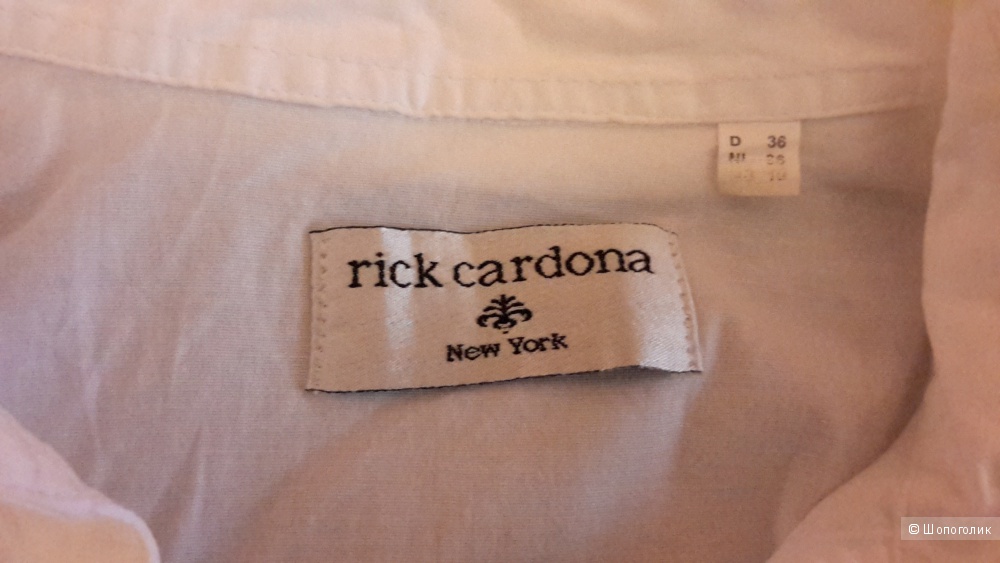 D 36
rick cardona
New York
© Шопоголик